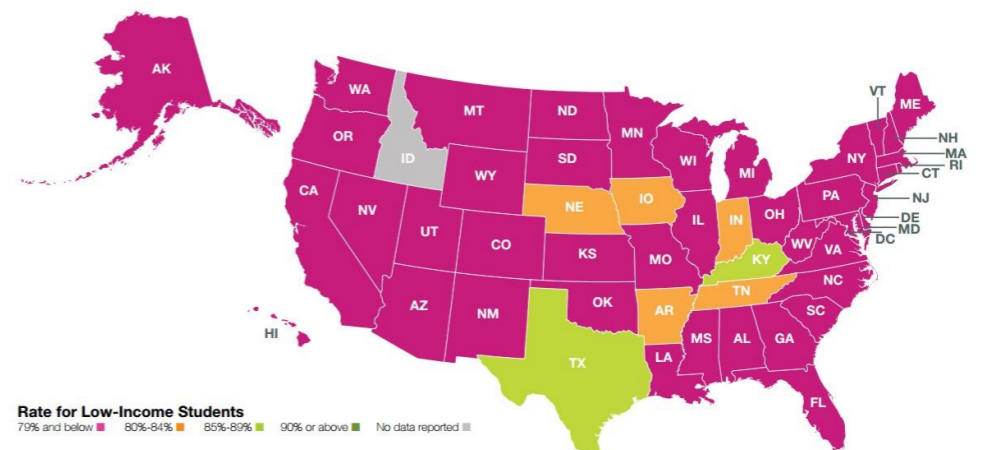 AK
WA
MT
ND
MN
VT
ME
OR
ID
SD
WI
MI
NY
NH
MA
RI
CT
WY
CA
NV
NE
IO
IL
IN
OH
PA
NJ
DE
MD
DC
UT
CO
KS
MO
KY
WV
VA
AZ
NM
OK
AR
TN
NC
SC
HI
TX
LA
MS
AL
GA
FL
Rate for Low-Income Students
79% and below 80%-84% 85%-89% 90% or above No data reported